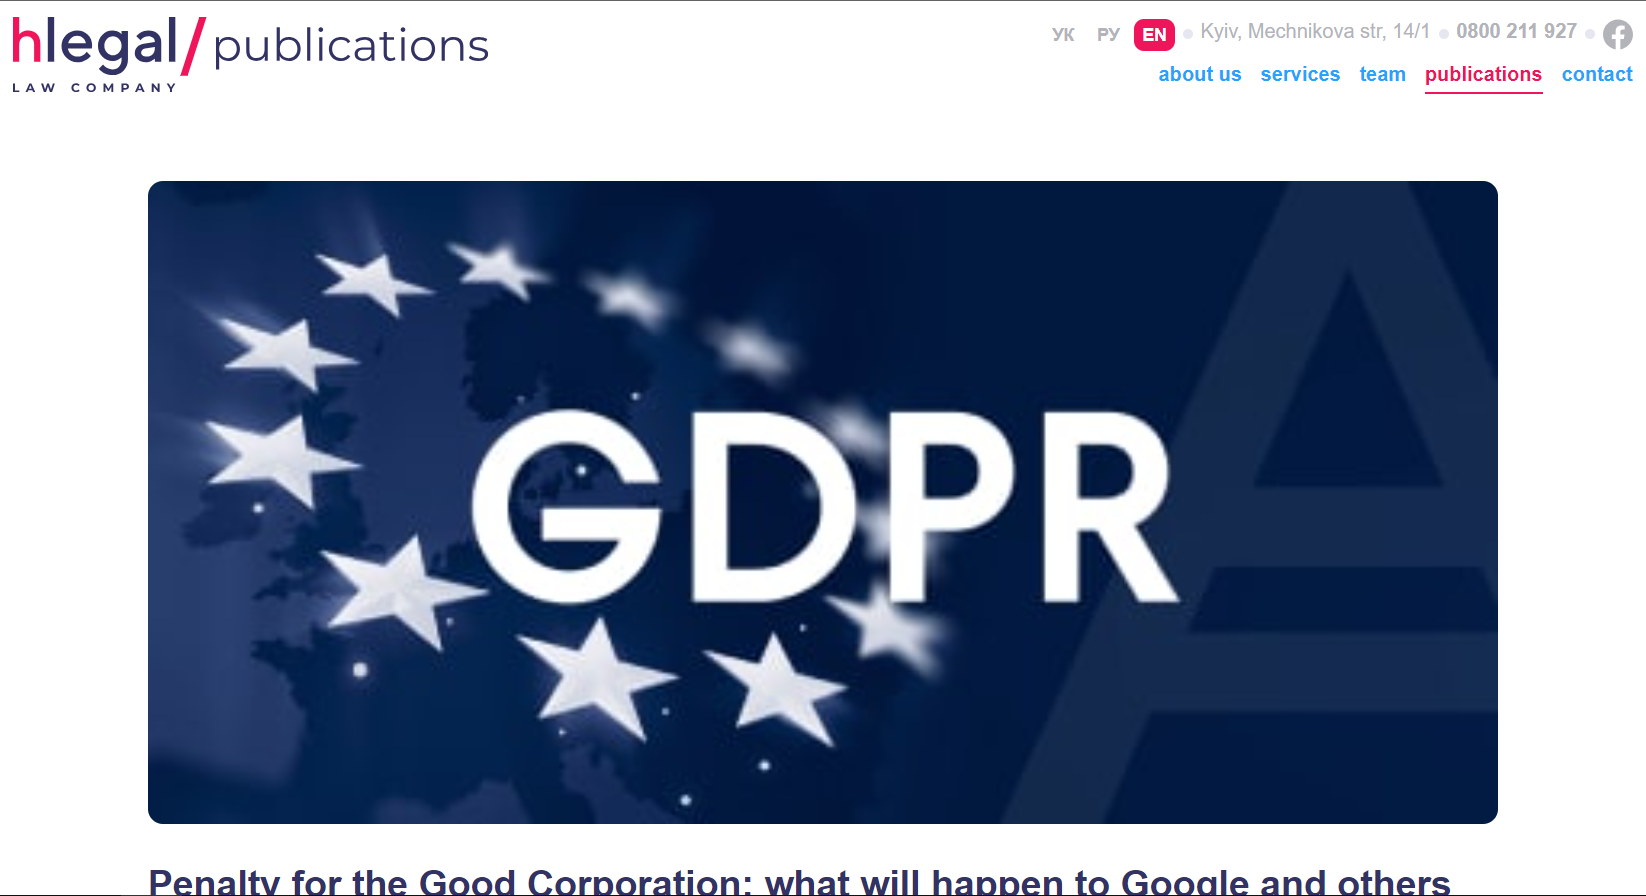 hlegal/publications
LAW COMPANY
УК РУ EN Kyiv, Mechnikova str, 14/1 0800 211 927
about us services team publications contact
GDPR
Penalty for the Good Corporation: what will happen to Google and others